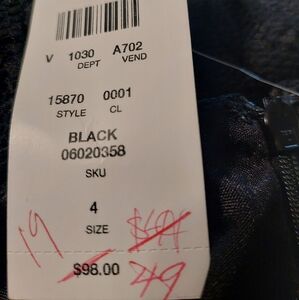 V 1030 A702
DEPT VEND
15870 0001
STYLE CL
BLACK
06020358
SKU
4
SIZE
19
$98.00
49